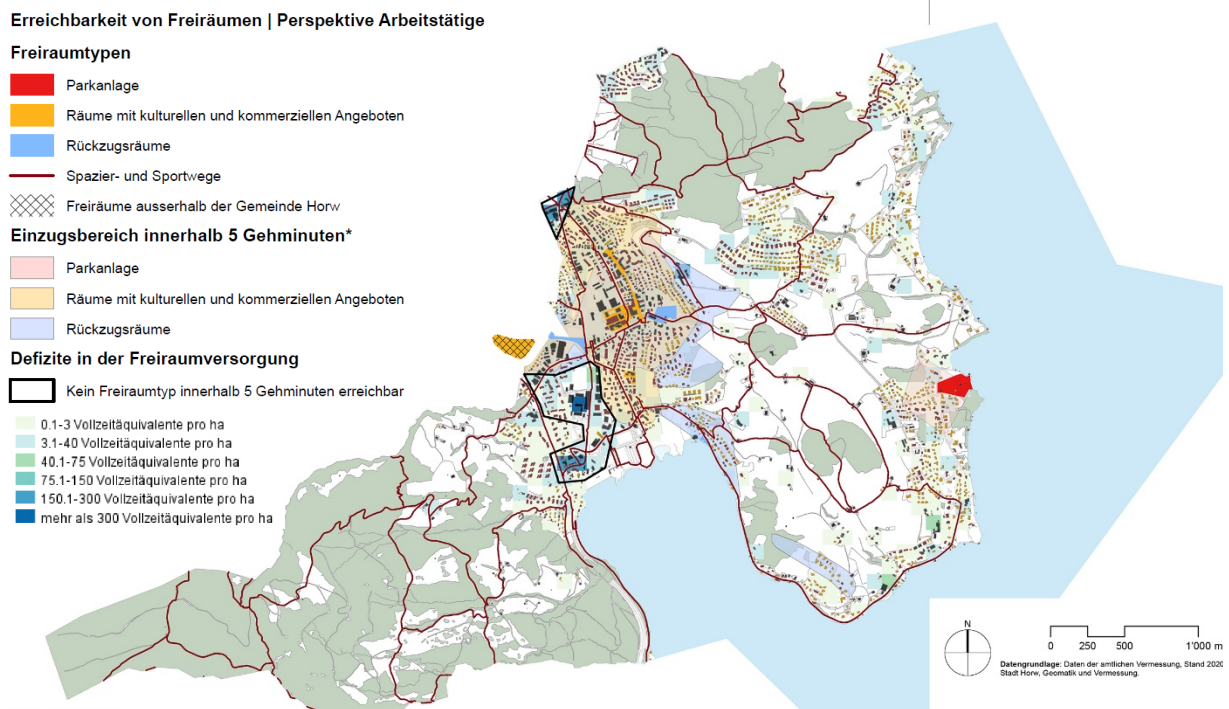 Erreichbarkeit von Freiräumen | Perspektive Arbeitstätige
Freiraumtypen
Parkanlage
Räume mit kulturellen und kommerziellen Angeboten
Rückzugsräume
Spazier- und Sportwege
Freiräume ausserhalb der Gemeinde Horw
Einzugsbereich innerhalb 5 Gehminuten*
Parkanlage
Räume mit kulturellen und kommerziellen Angeboten
Rückzugsräume
Defizite in der Freiraumversorgung
Kein Freiraumtyp innerhalb 5 Gehminuten erreichbar
0.1-3 Vollzeitäquivalente pro ha
3.1-40 Vollzeitäquivalente pro ha
40.1-75 Vollzeitäquivalente pro ha
75.1-150 Vollzeitäquivalente pro ha
150.1-300 Vollzeitäquivalente pro ha
mehr als 300 Vollzeitäquivalente pro ha
N
0 250 500 1'000 m
Datengrundlage: Daten der amtlichen Vermessung, Stand 2020
Stadt Horw, Geomatik und Vermessung.